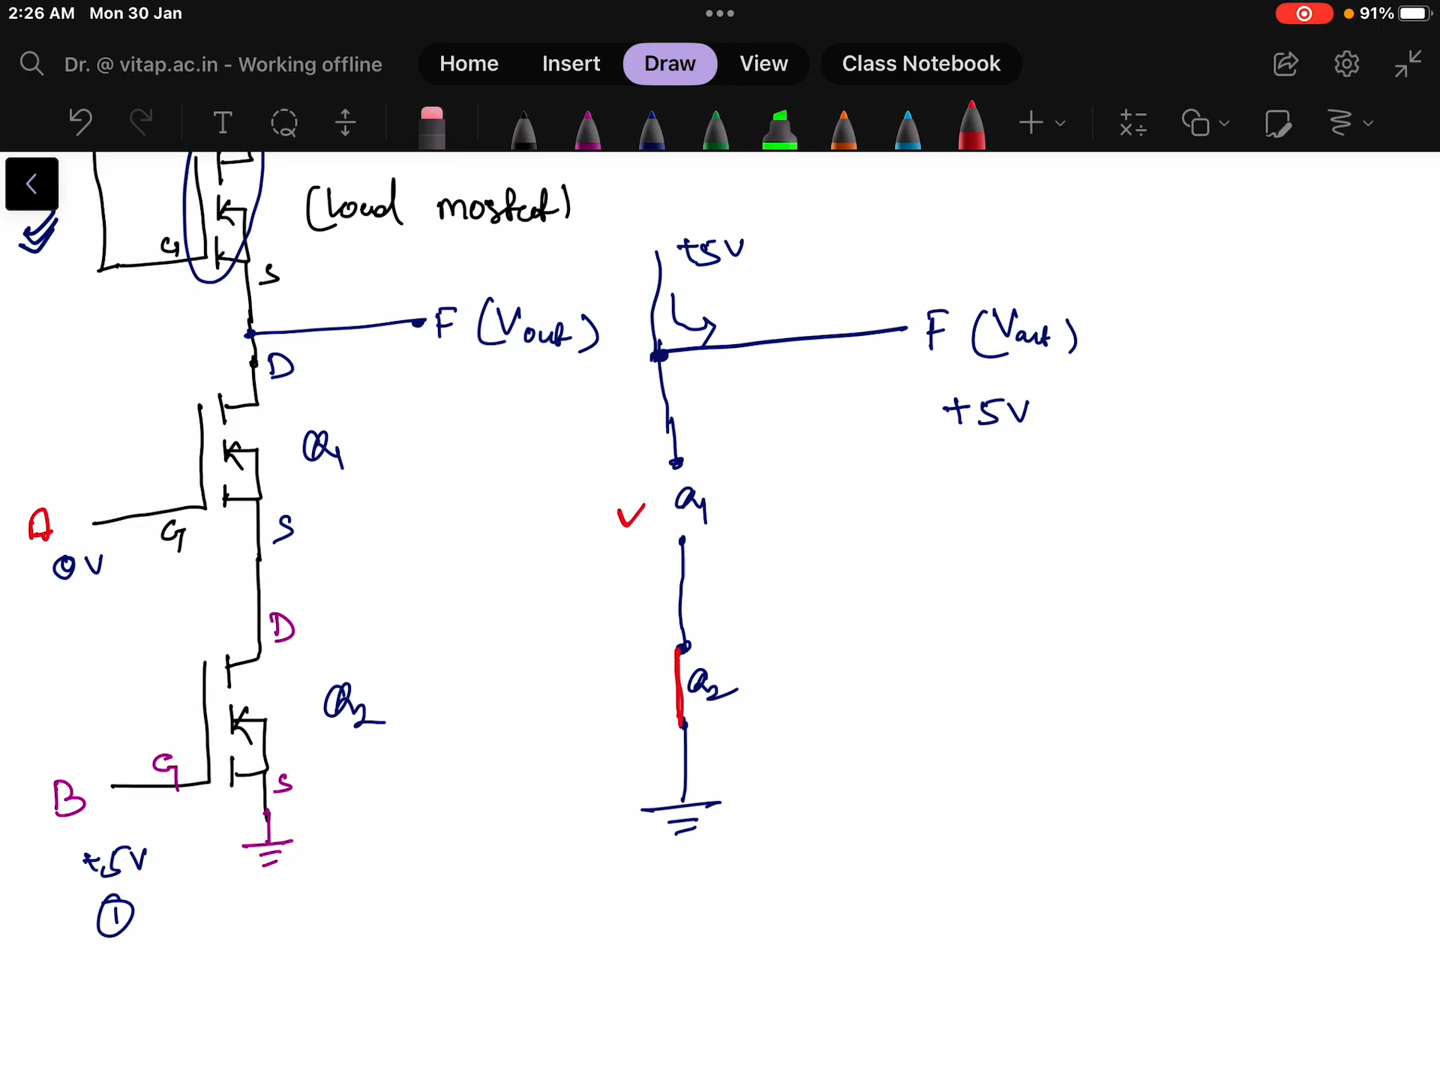 2:26 AM Mon 30 Jan
91%
Dr. @ vitap.ac.in - Working offline
Home Insert Draw View Class Notebook
T
(load mosfet)
G
S
+5V
F (Vout)
F (Vout)
D
+5V
Q1
A
G
S
Q1
0V
D
Q2
Q2
G
B
S
+5V
1